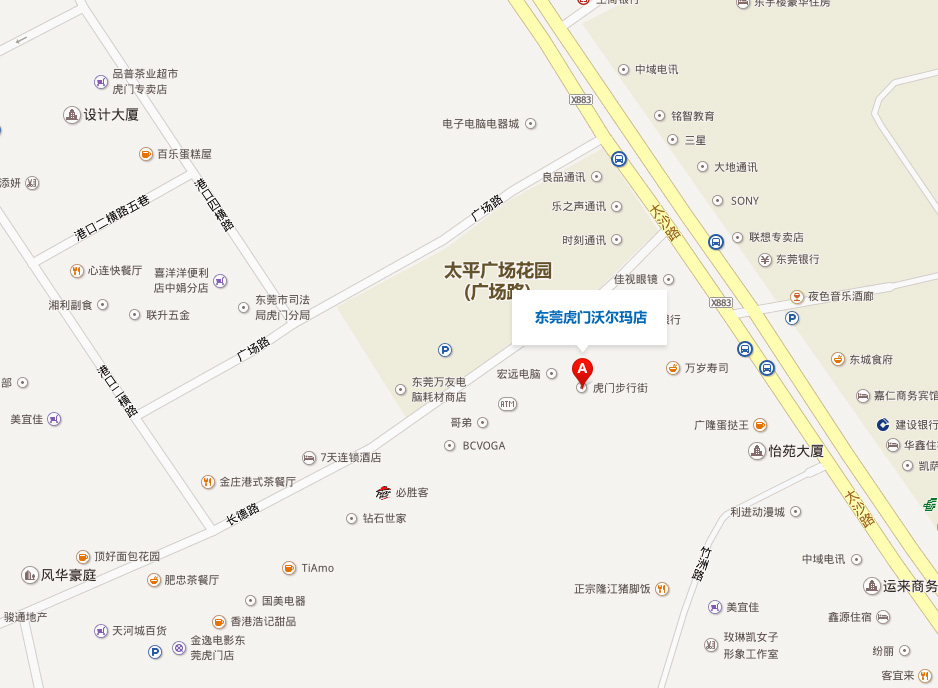 工商银行
东宇楼豪华住房
中域电讯
品普茶业超市
虎门专卖店
X883
设计大厦
铭智教育
电子电脑电器城
三星
百乐蛋糕屋
大地通讯
良品通讯
添妍
港口四横路
SONY
广场路
乐之声通讯
太沙路
港口二横路五巷
时刻通讯
联想专卖店
东莞银行
心连快餐厅
喜洋洋便利
店中娟分店
太平广场花园
(广场路)
佳视眼镜
夜色音乐酒廊
湘利副食
联升五金
东莞市司法
局虎门分局
X883
东莞虎门沃尔玛店
银行
广场路
P
P
东城食府
万岁寿司
宏远电脑
A
虎门步行街
部
港口二横路
东莞万友电
脑耗材商店
ATM
嘉仁商务宾馆
美宜佳
哥弟
广隆蛋挞王
建设银行
BCVOGA
怡苑大厦
华鑫住
7天连锁酒店
凯萨
金庄港式茶餐厅
必胜客
太沙路
长德路
钻石世家
利进动漫城
顶好面包花园
竹洲路
中域电讯
风华豪庭
肥忠茶餐厅
TiAmo
正宗隆江猪脚饭
运来商务
国美电器
美宜佳
骏通地产
香港浩记甜品
鑫源住宿
天河城百货
金逸电影东
莞虎门店
P
玫琳凯女子
形象工作室
纷丽
客宜来